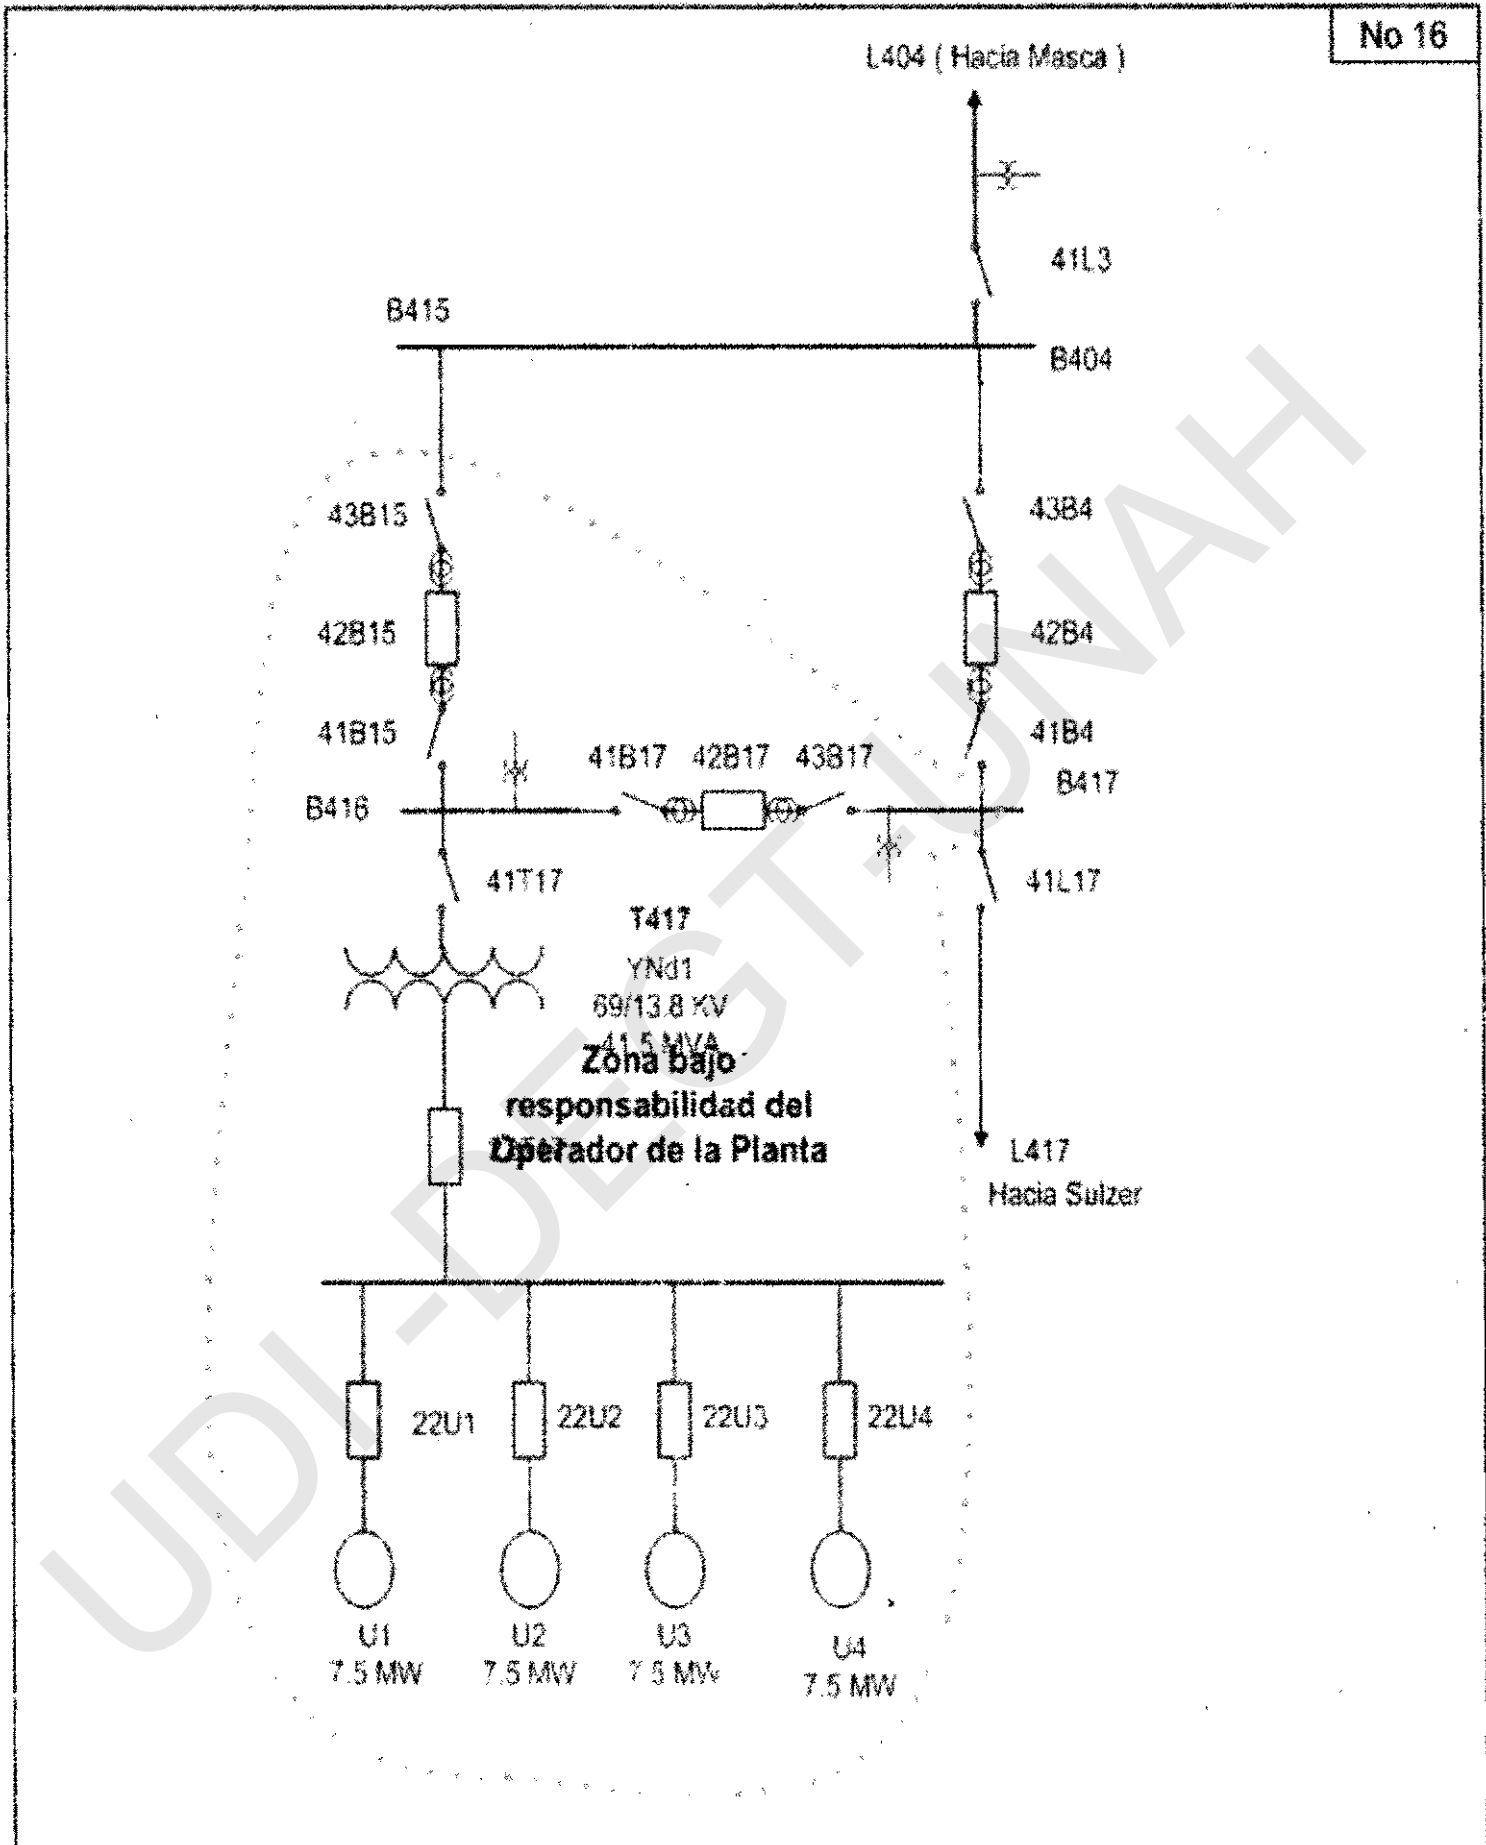 No 16
L404 ( Hacia Masca )
41L3
B415
B404
43B15
43B4
42B15
42B4
41B15
41B17
42B17
43B17
41B4
B417
B416
41T17
41L17
T417
YNd1
69/13.8 KV
41.5 MVA
Zona bajo
responsabilidad del
Operador de la Planta
L417
Hacia Sulzer
22U1
22U2
22U3
22U4
U1
7.5 MW
U2
7.5 MW
U3
7.5 MW
U4
7.5 MW
UDI -DEGT-UNAH